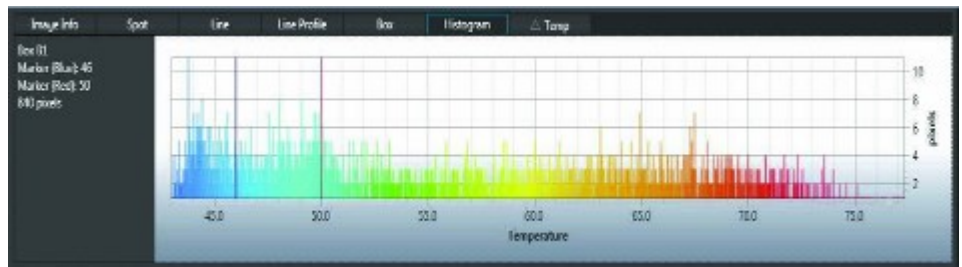 Image Info Spot Line Line Profile Box Histogram △ Temp
Box 01
Marker (Blue): 46
Marker (Red): 50
840 pixels
10
8
6
4
2
pixels
45.0 50.0 55.0 60.0 65.0 70.0 75.0
Temperature